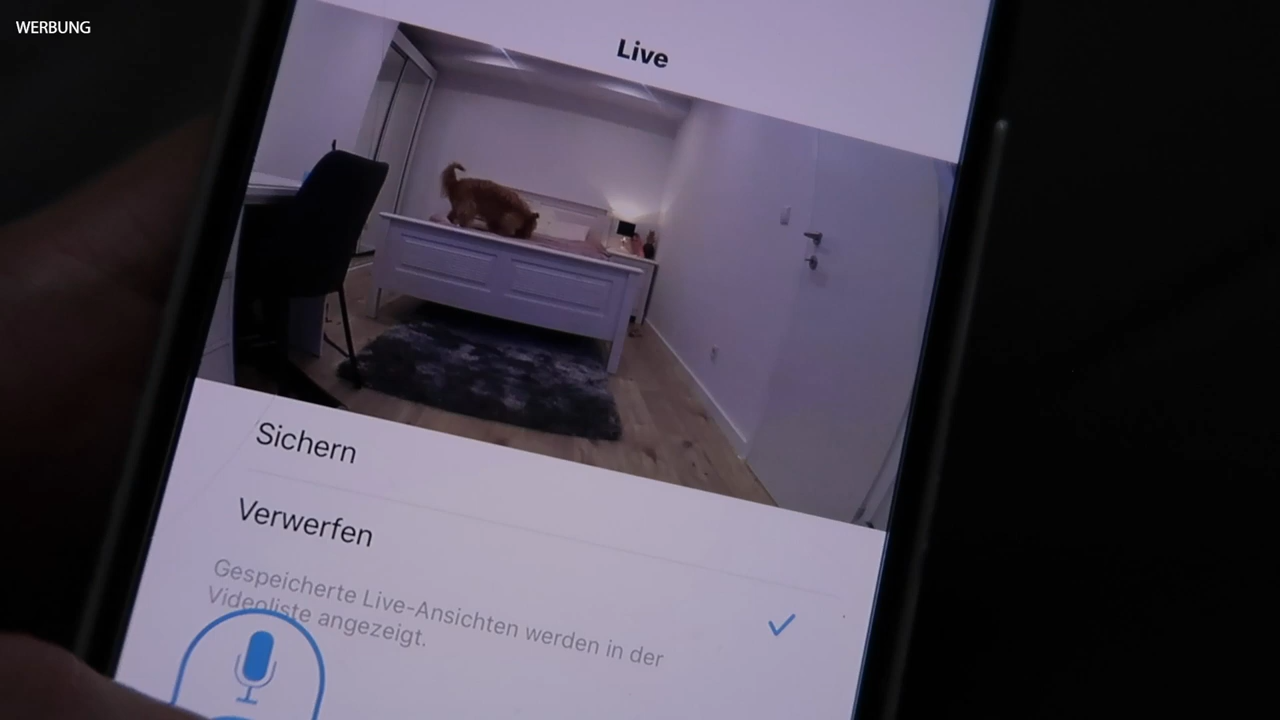 WERBUNG
Live
Sichern
Verwerfen
Gespeicherte Live-Ansichten werden in der
Videoliste angezeigt.